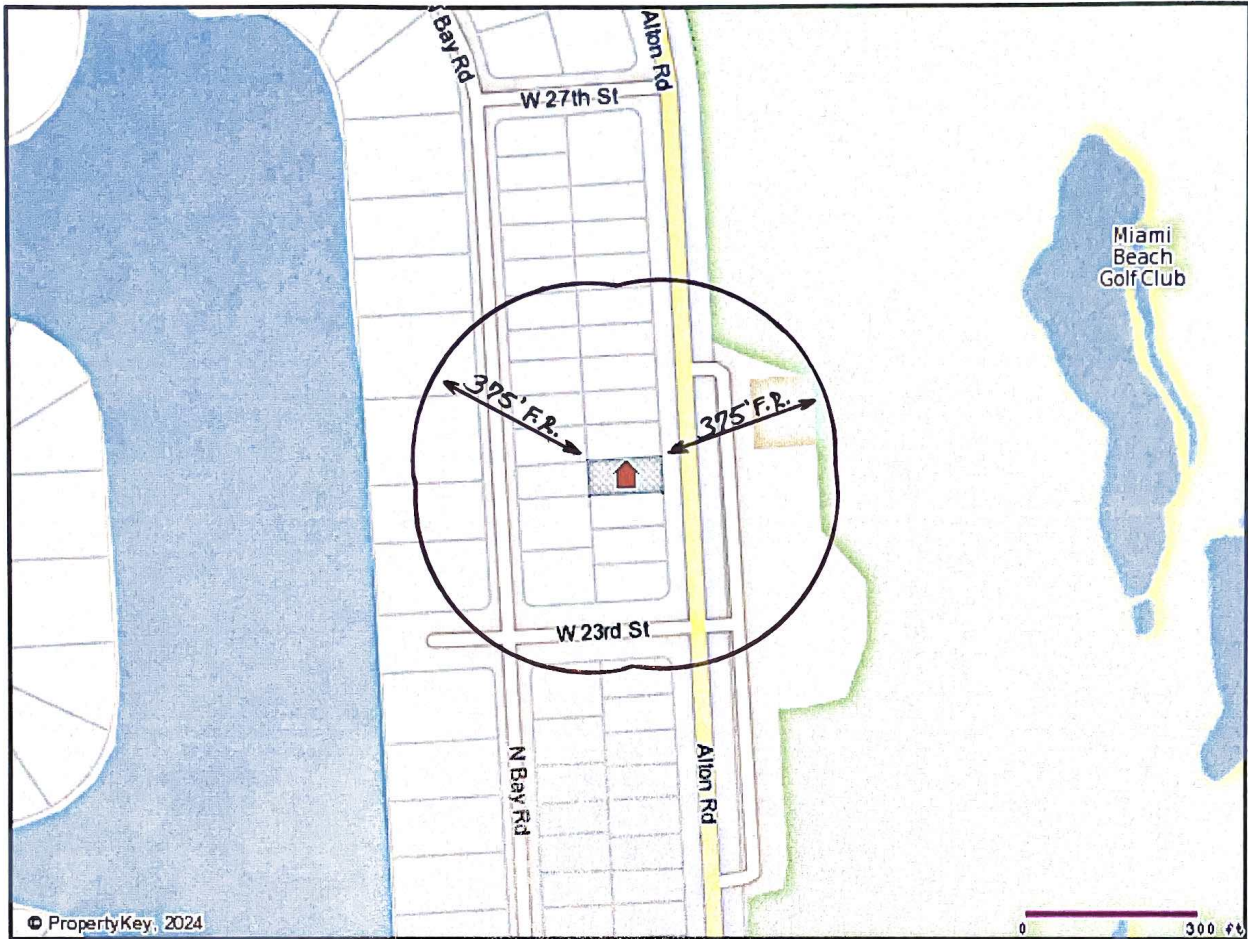 N Bay Rd
Alton Rd
W 27th St
Miami
Beach
Golf Club
375' F.R.
375' F.R.
W 23rd St
N Bay Rd
Alton Rd
© PropertyKey, 2024
0 300 ft